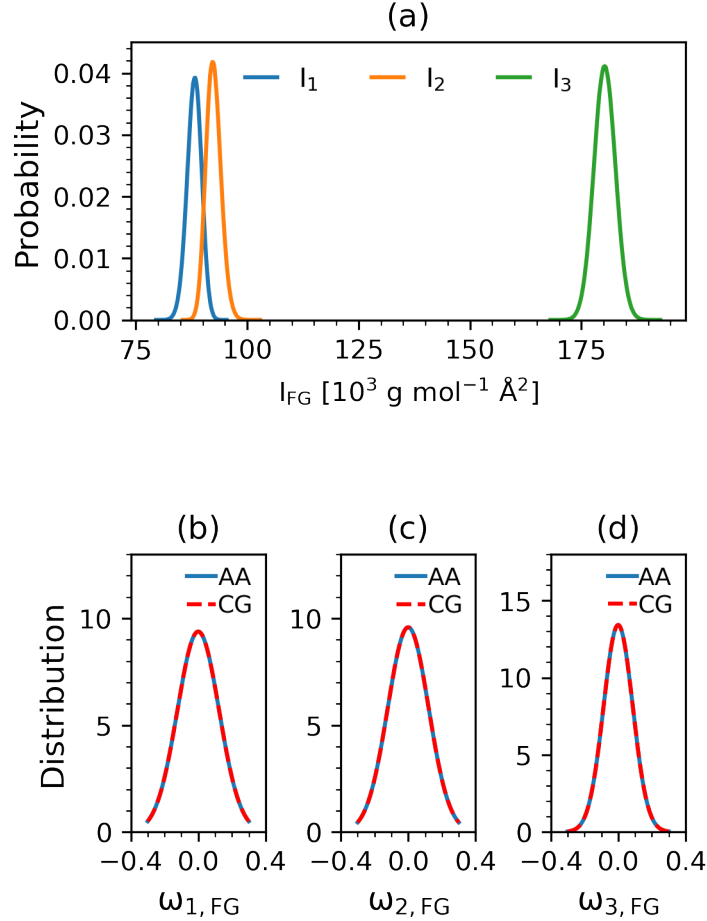 (a)
Probability
0.04
0.03
0.02
0.01
0.00
I₁ I₂ I₃
75 100 125 150 175
I_FG [10³ g mol⁻¹ Å²]
(b) (c) (d)
Distribution
10
5
0
AA
CG
−0.4 0.0 0.4
ω₁, FG
10
5
0
AA
CG
−0.4 0.0 0.4
ω₂, FG
15
10
5
0
AA
CG
−0.4 0.0 0.4
ω₃, FG